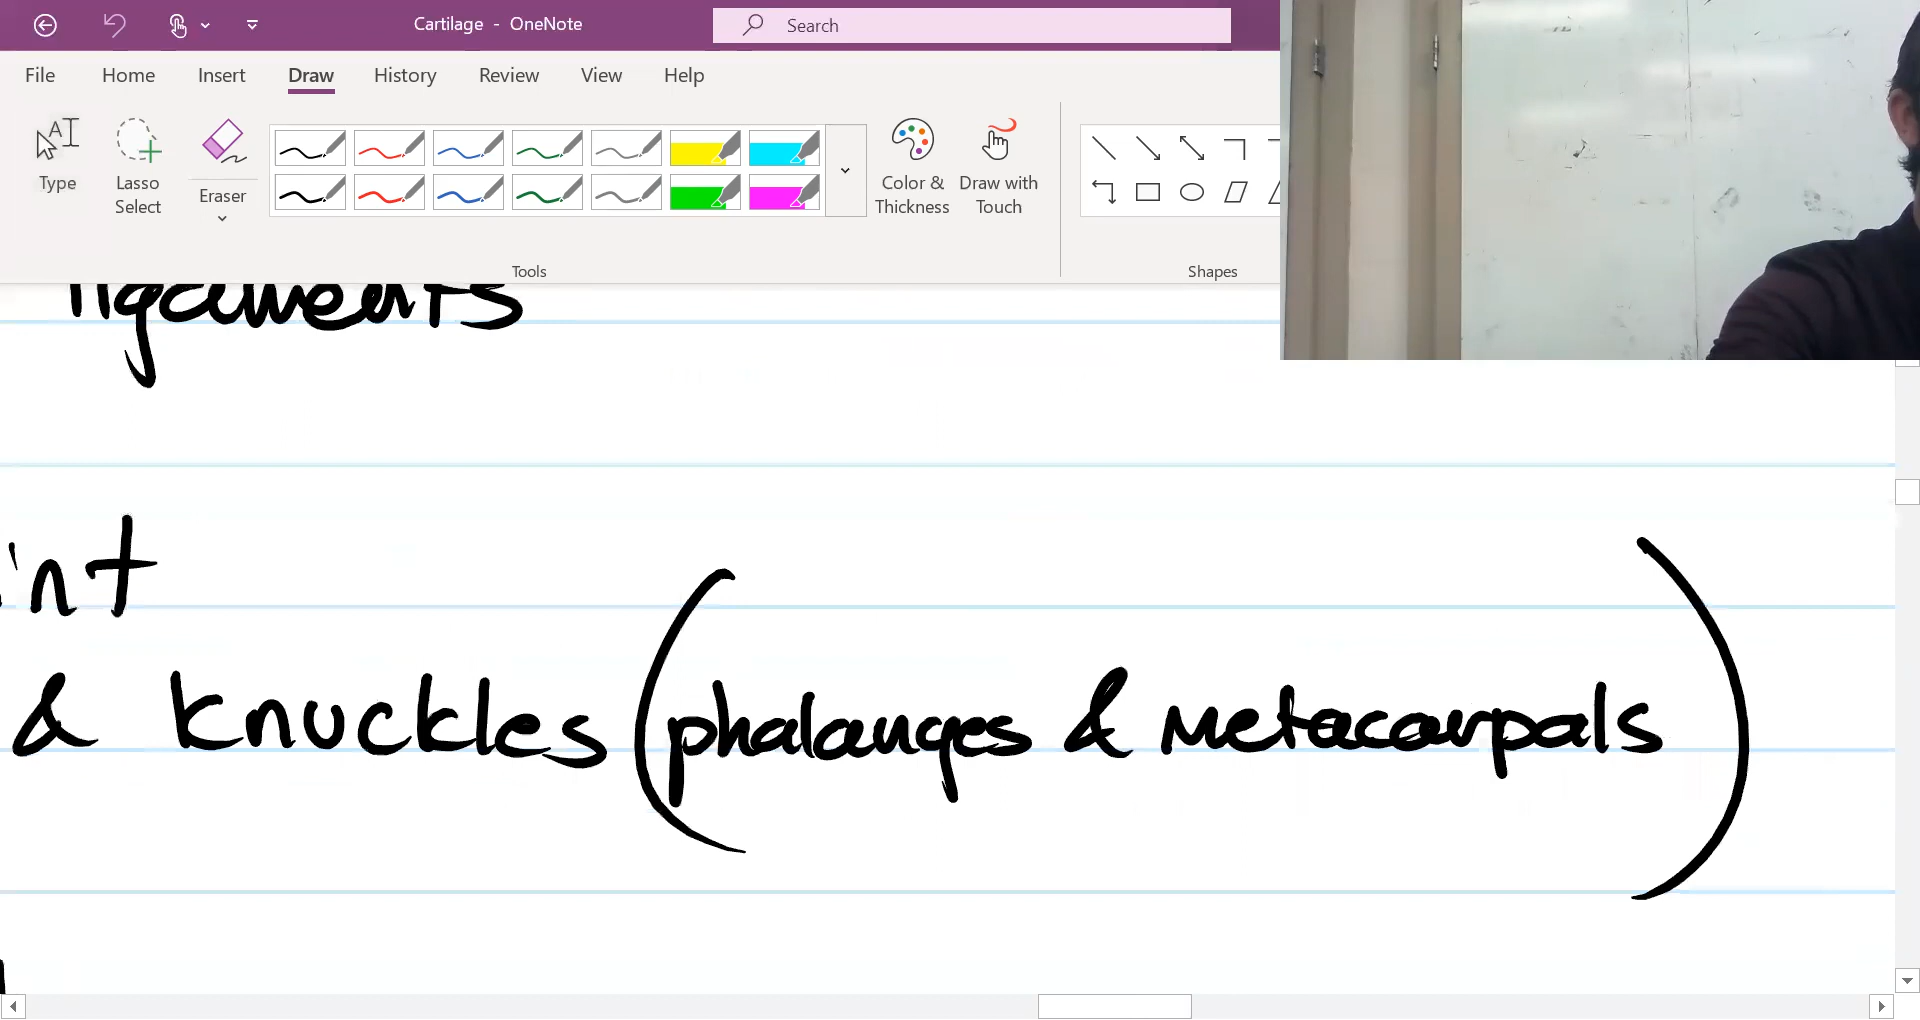 Cartilage - OneNote
Search
File Home Insert Draw History Review View Help
Type
Lasso Select
Eraser
Color & Thickness
Draw with Touch
Tools
Shapes
ligaments
int
& knuckles (phalanges & metacarpals)